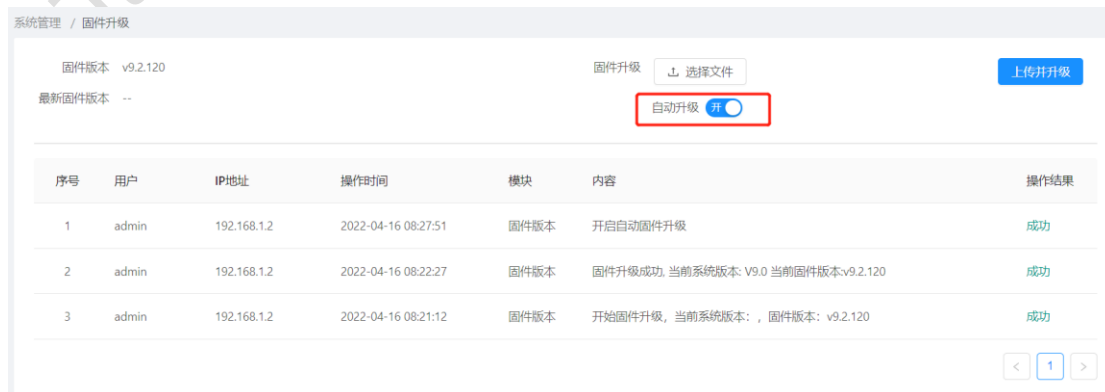 系统管理 / 固件升级
固件版本 v9.2.120 固件升级 选择文件 上传并升级
最新固件版本 -- 自动升级 开
序号 用户 IP地址 操作时间 模块 内容 操作结果
1 admin 192.168.1.2 2022-04-16 08:27:51 固件版本 开启自动固件升级 成功
2 admin 192.168.1.2 2022-04-16 08:22:27 固件版本 固件升级成功, 当前系统版本: V9.0 当前固件版本:v9.2.120 成功
3 admin 192.168.1.2 2022-04-16 08:21:12 固件版本 开始固件升级，当前系统版本：，固件版本：v9.2.120 成功
< 1 >